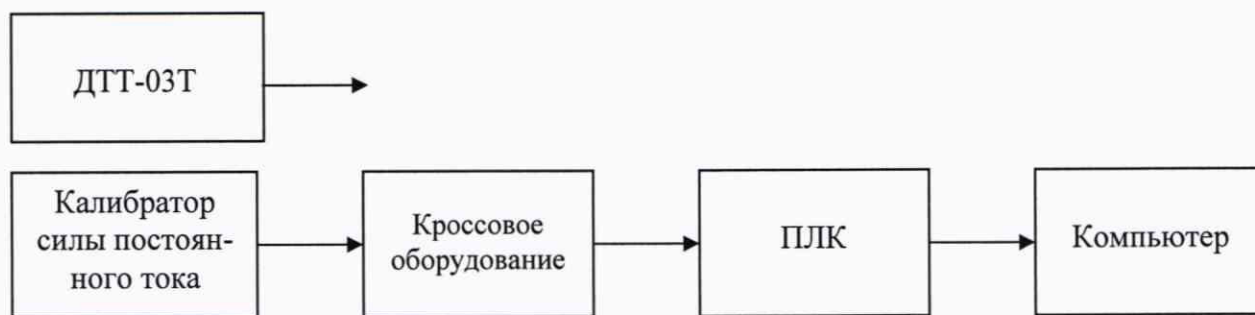 ДТТ-03Т
Калибратор
силы постоян-
ного тока
Кроссовое
оборудование
ПЛК
Компьютер